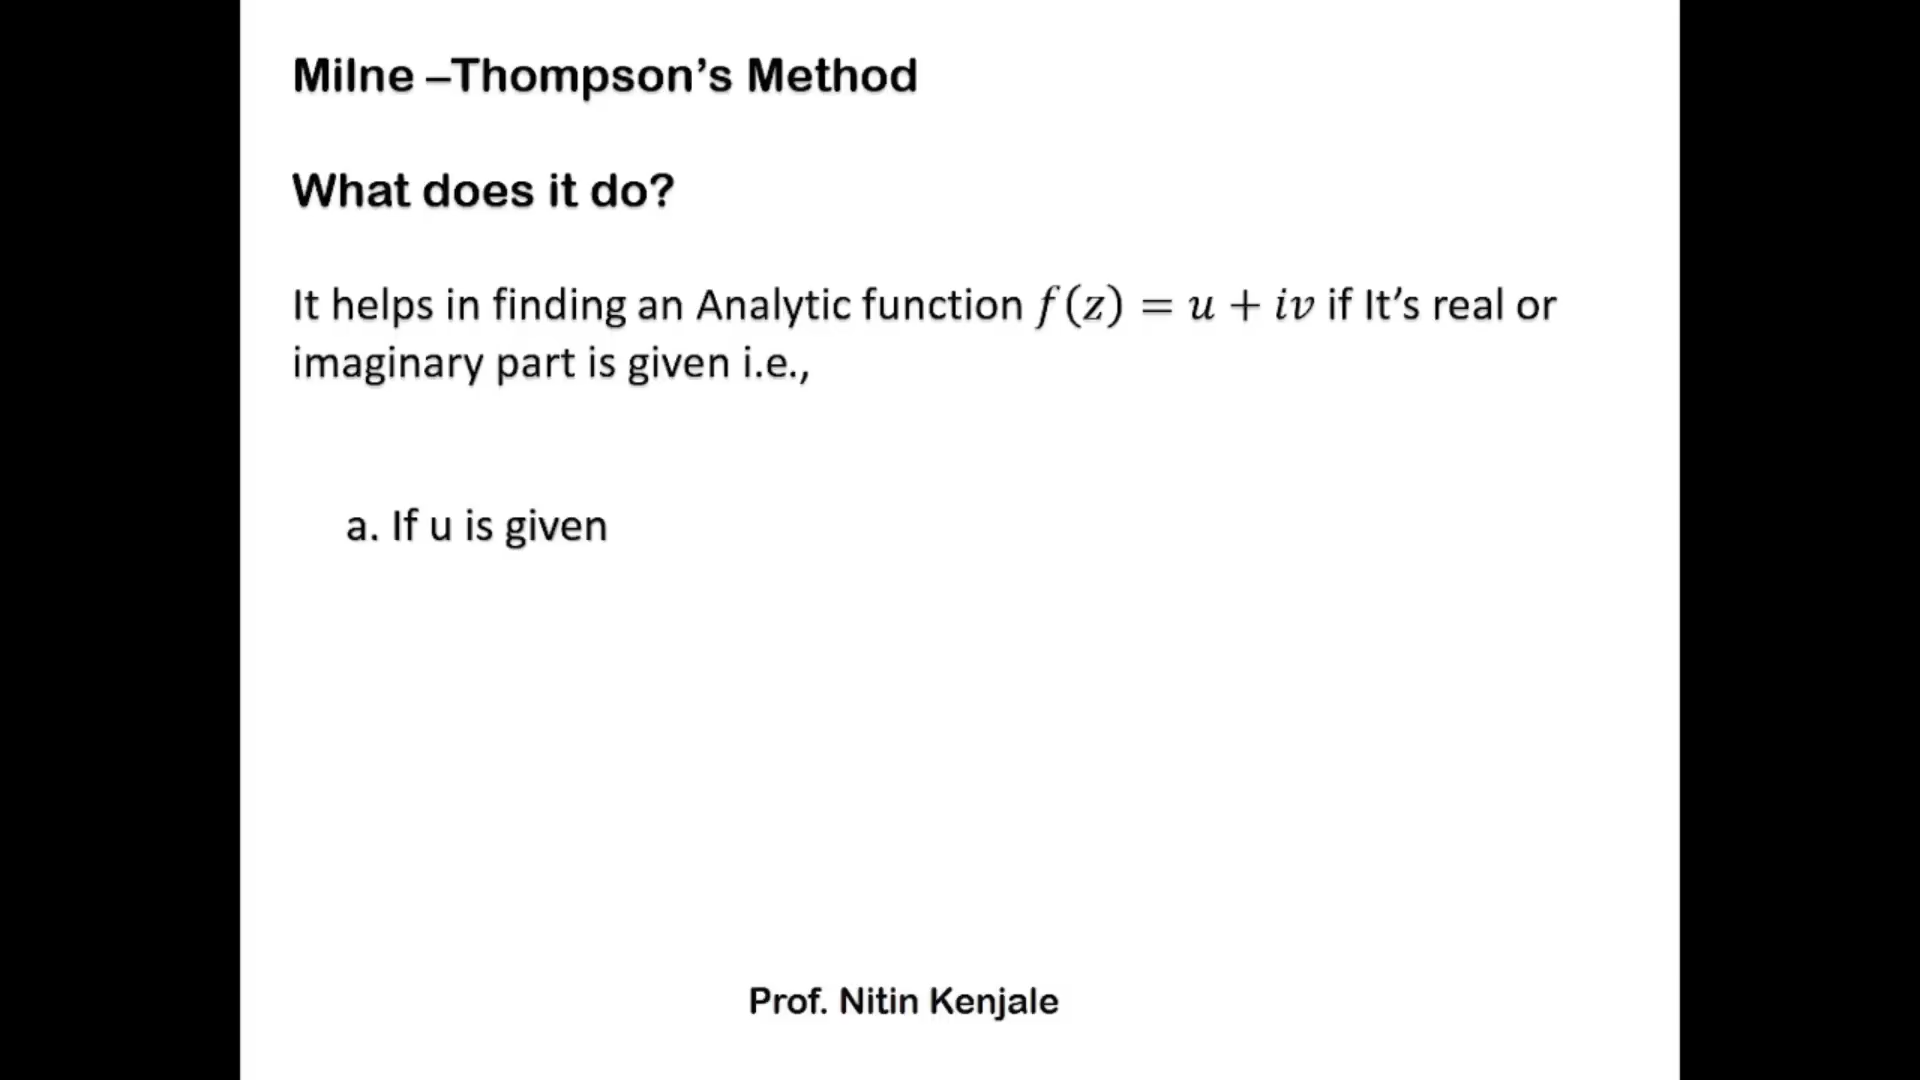 Milne –Thompson’s Method
What does it do?
It helps in finding an Analytic function 𝑓(𝑧) = 𝑢 + 𝑖𝑣 if It’s real or
imaginary part is given i.e.,
a. If u is given
Prof. Nitin Kenjale